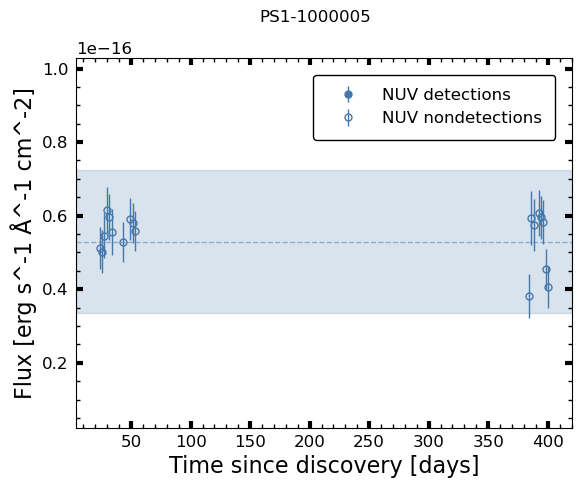 PS1-1000005
1e−16
1.0
0.8
0.6
0.4
0.2
Flux [erg s^-1 Å^-1 cm^-2]
NUV detections
NUV nondetections
50 100 150 200 250 300 350 400
Time since discovery [days]